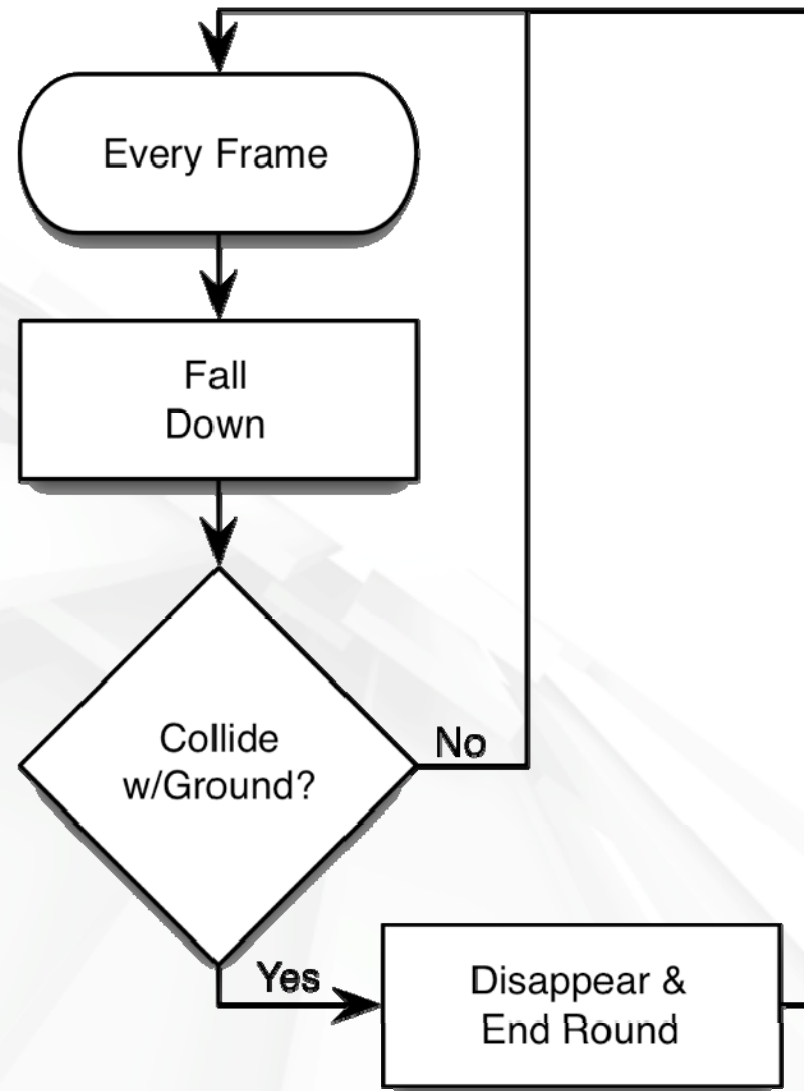 Every Frame
Fall
Down
Collide
w/Ground?
No
Yes
Disappear &
End Round